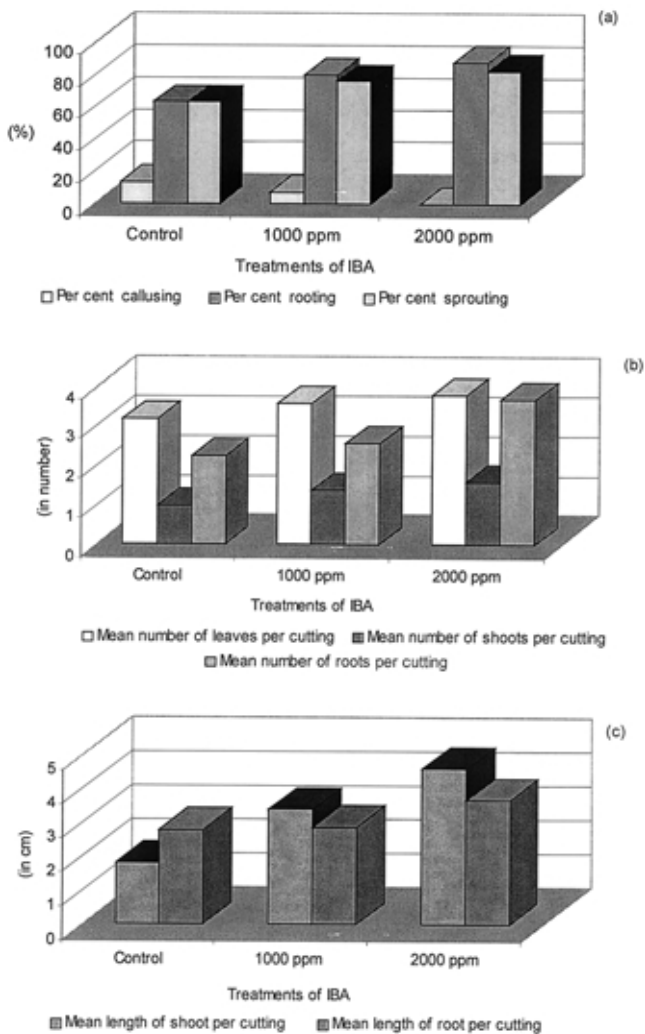 (a)
100
80
60
40
20
0
(%)
Control 1000 ppm 2000 ppm
Treatments of IBA
Per cent callusing Per cent rooting Per cent sprouting
(b)
4
3
2
1
0
(in number)
Control 1000 ppm 2000 ppm
Treatments of IBA
Mean number of leaves per cutting Mean number of shoots per cutting
Mean number of roots per cutting
(c)
5
4
3
2
1
0
(in cm)
Control 1000 ppm 2000 ppm
Treatments of IBA
Mean length of shoot per cutting Mean length of root per cutting